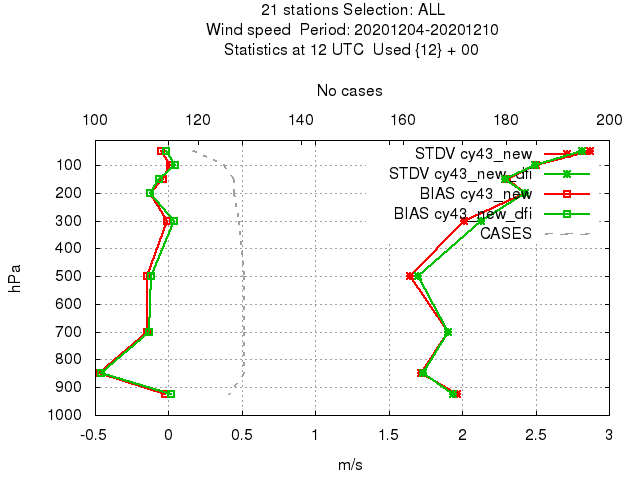 21 stations Selection: ALL
Wind speed  Period: 20201204-20201210
Statistics at 12 UTC  Used {12} + 00
No cases
100 120 140 160 180 200
STDV cy43_new
STDV cy43_new_dfi
BIAS cy43_new
BIAS cy43_new_dfi
CASES
hPa
100
200
300
400
500
600
700
800
900
1000
-0.5 0 0.5 1 1.5 2 2.5 3
m/s